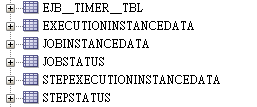 EJB__TIMER__TBL
EXECUTIONINSTANCEDATA
JOBINSTANCEDATA
JOBSTATUS
STEPEXECUTIONINSTANCEDATA
STEPSTATUS